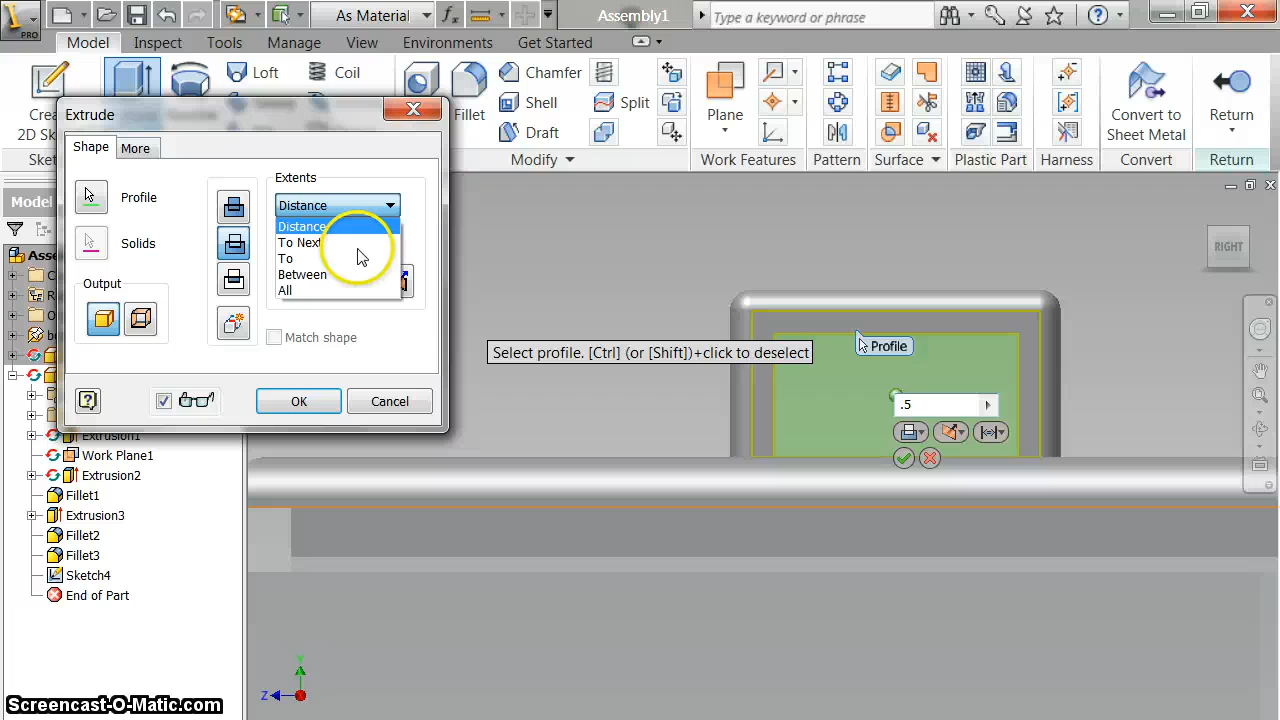 As Material
Assembly1
Type a keyword or phrase
PRO
Model
Inspect
Tools
Manage
View
Environments
Get Started
Loft
Coil
Chamfer
Shell
Split
Draft
Fillet
Plane
Convert to
Sheet Metal
Return
Modify
Work Features
Pattern
Surface
Plastic Part
Harness
Convert
Return
Extrude
Shape
More
Profile
Solids
Output
Extents
Distance
Distance
To Next
To
Between
All
Match shape
OK
Cancel
Model
Extrusion1
Work Plane1
Extrusion2
Fillet1
Extrusion3
Fillet2
Fillet3
Sketch4
End of Part
Select profile. [Ctrl] (or [Shift])+click to deselect
Profile
.5
RIGHT
Y
Z
Screencast-O-Matic.com